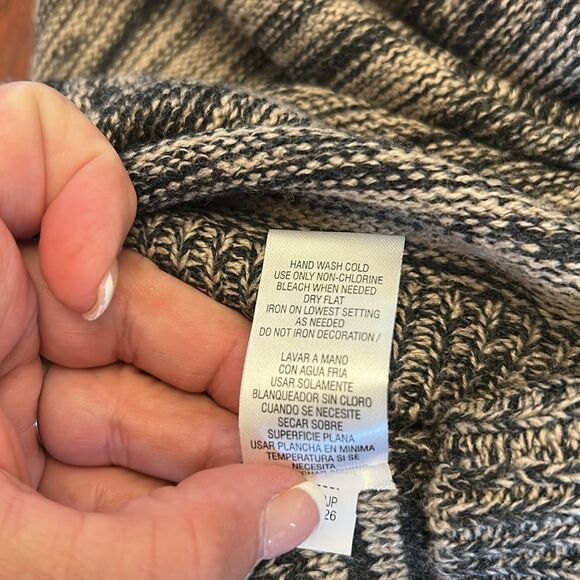 HAND WASH COLD
USE ONLY NON-CHLORINE
BLEACH WHEN NEEDED
DRY FLAT
IRON ON LOWEST SETTING
AS NEEDED
DO NOT IRON DECORATION /
LAVAR A MANO
CON AGUA FRIA
USAR SOLAMENTE
BLANQUEADOR SIN CLORO
CUANDO SE NECESITE
SECAR SOBRE
SUPERFICIE PLANA
USAR PLANCHA EN MINIMA
TEMPERATURA SI SE
NECESITA
26